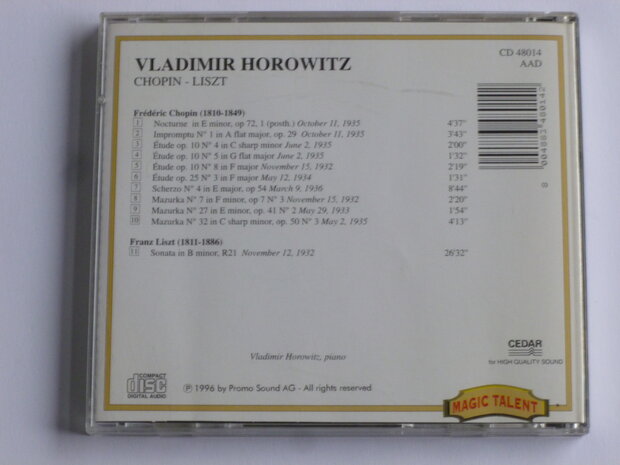 VLADIMIR HOROWITZ
CHOPIN - LISZT
CD 48014
AAD
Frédéric Chopin (1810-1849)
1 Nocturne in E minor, op 72, 1 (posth.) October 11, 1935 4'37"
2 Impromptu N° 1 in A flat major, op. 29 October 11, 1935 3'43"
3 Étude op. 10 N° 4 in C sharp minor June 2, 1935 2'00"
4 Étude op. 10 N° 5 in G flat major June 2, 1935 1'32"
5 Étude op. 10 N° 8 in F major November 15, 1932 2'19"
6 Étude op. 25 N° 3 in F major May 12, 1934 1'31"
7 Scherzo N° 4 in E major, op 54 March 9, 1936 8'44"
8 Mazurka N° 7 in F minor, op 7 N° 3 November 15, 1932 2'20"
9 Mazurka N° 27 in E minor, op. 41 N° 2 May 29, 1933 1'54"
10 Mazurka N° 32 in C sharp minor, op. 50 N° 3 May 2, 1935 4'13"
Franz Liszt (1811-1886)
11 Sonata in B minor, R21 November 12, 1932 26'32"
8 004883 480142
Vladimir Horowitz, piano
CEDAR
for HIGH QUALITY SOUND
COMPACT
disc
DIGITAL AUDIO
℗ 1996 by Promo Sound AG - All rights reserved
MAGIC TALENT